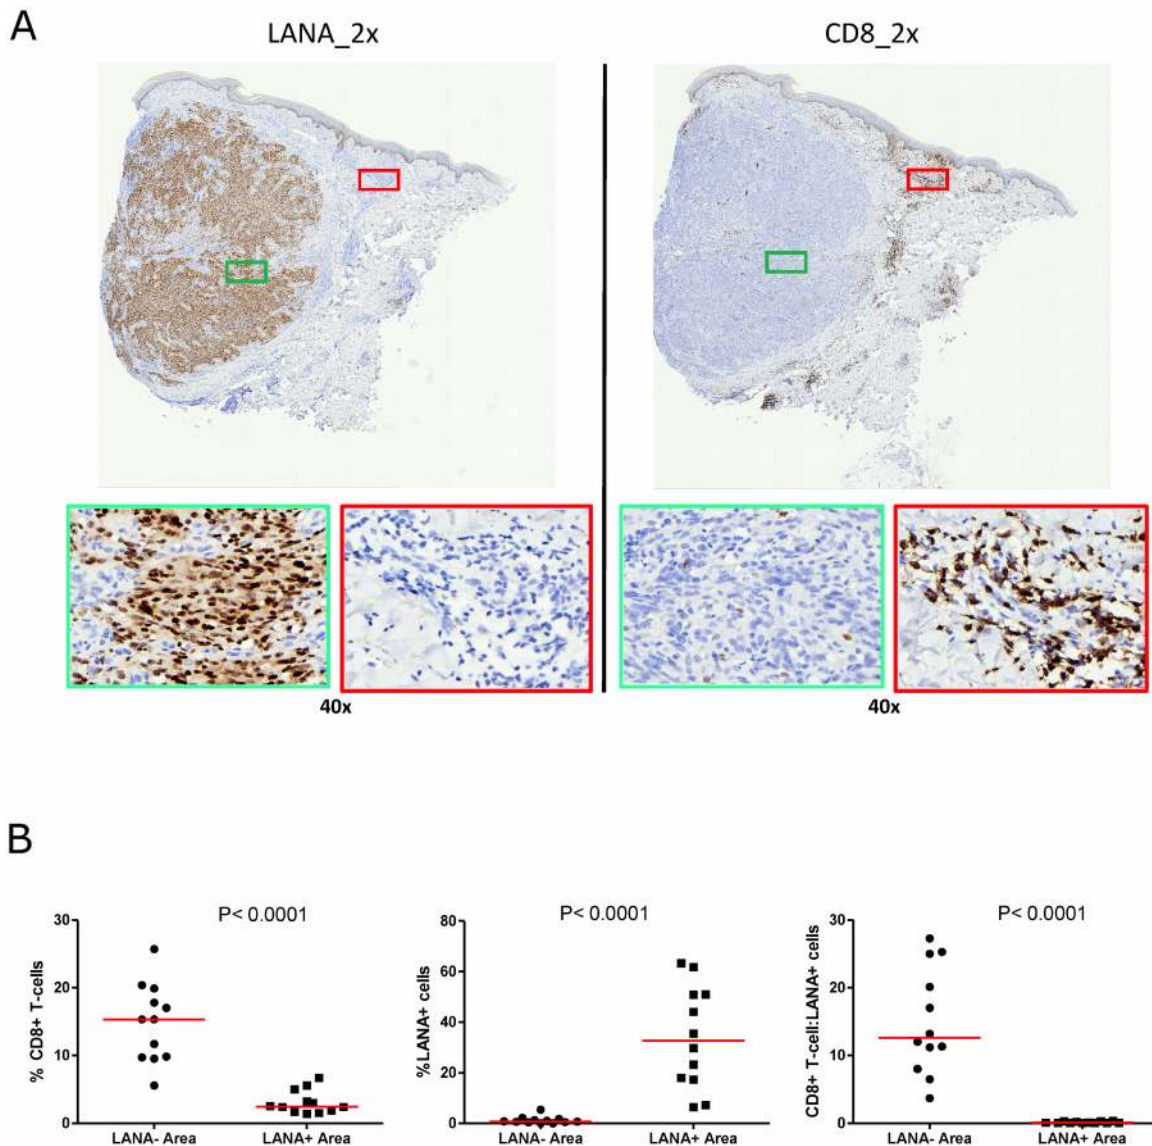 A
LANA_2x
CD8_2x
40x
40x
B
P< 0.0001
30
20
10
0
% CD8+ T-cells
LANA- Area
LANA+ Area
P< 0.0001
80
60
40
20
0
%LANA+ cells
LANA- Area
LANA+ Area
P< 0.0001
30
20
10
0
CD8+ T-cell:LANA+ cells
LANA- Area
LANA+ Area